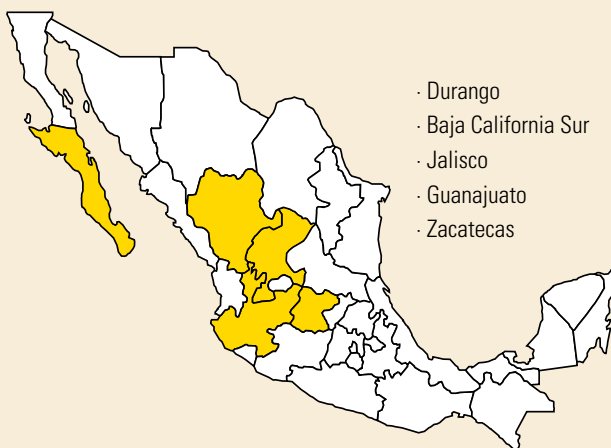 · Durango
· Baja California Sur
· Jalisco
· Guanajuato
· Zacatecas